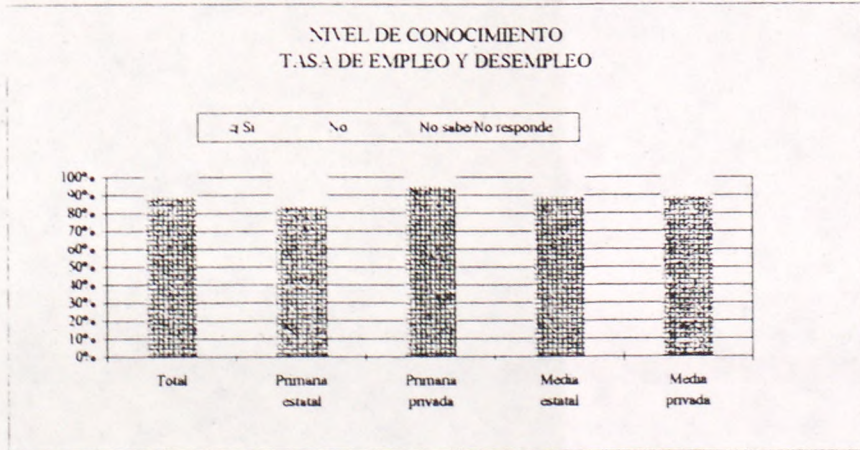 NIVEL DE CONOCIMIENTO
TASA DE EMPLEO Y DESEMPLEO
Si No No sabe/No responde
100%
90%
80%
70%
60%
50%
40%
30%
20%
10%
0%
Total Primaria Primaria Media Media
estatal privada estatal privada